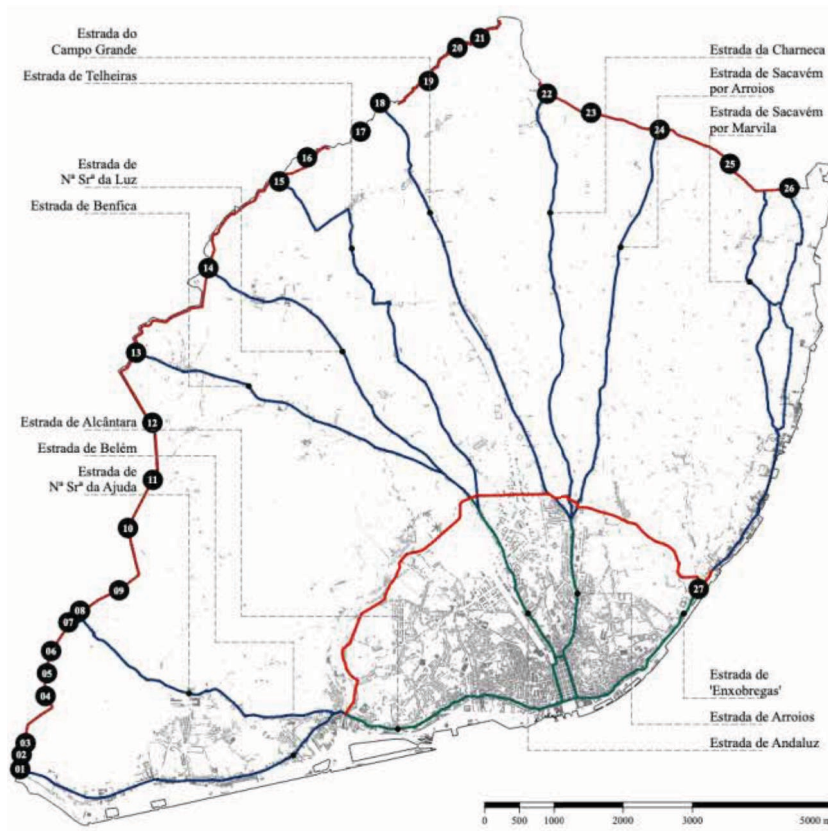 Estrada do
Campo Grande
Estrada de Telheiras
Estrada de
Nª Srª da Luz
Estrada de Benfica
Estrada de Alcântara
Estrada de Belém
Estrada de
Nª Srª da Ajuda
Estrada da Charneca
Estrada de Sacavém
por Arroios
Estrada de Sacavém
por Marvila
21
20
19
18
17
16
15
14
13
12
11
10
09
08
07
06
05
04
03
02
01
22
23
24
25
26
27
Estrada de
'Enxobregas'
Estrada de Arroios
Estrada de Andaluz
0 500 1000 2000 3000 5000 m